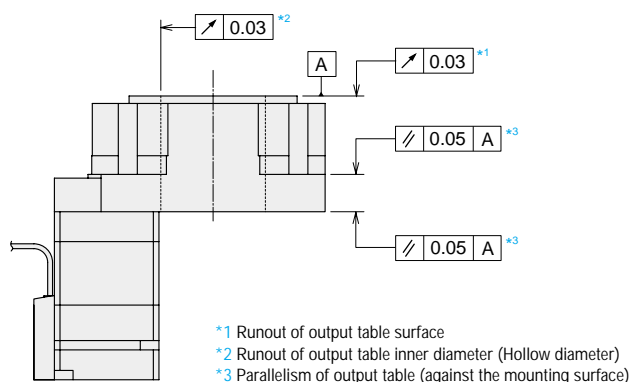 ↗ 0.03 *2
A
↗ 0.03 *1
// 0.05 A *3
// 0.05 A *3
*1 Runout of output table surface
*2 Runout of output table inner diameter (Hollow diameter)
*3 Parallelism of output table (against the mounting surface)